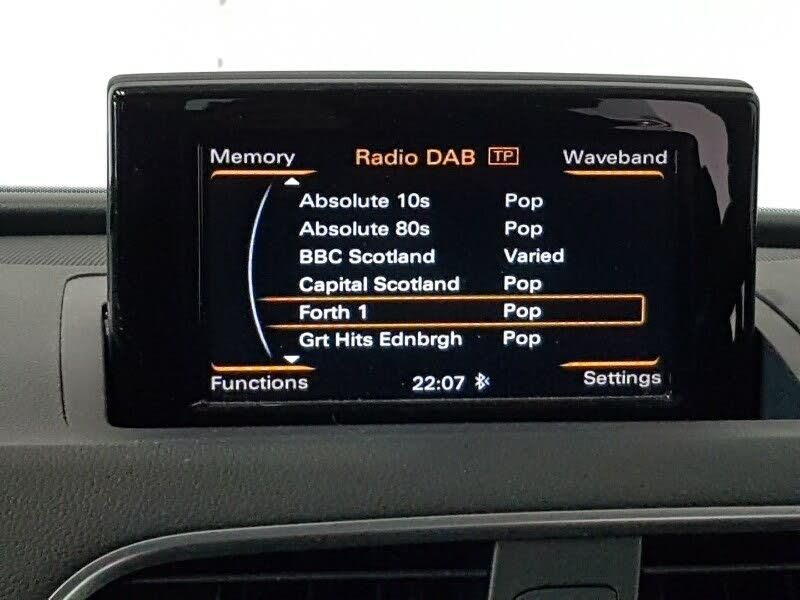 Memory Radio DAB TP Waveband
Absolute 10s Pop
Absolute 80s Pop
BBC Scotland Varied
Capital Scotland Pop
Forth 1 Pop
Grt Hits Ednbrgh Pop
Functions 22:07 Settings